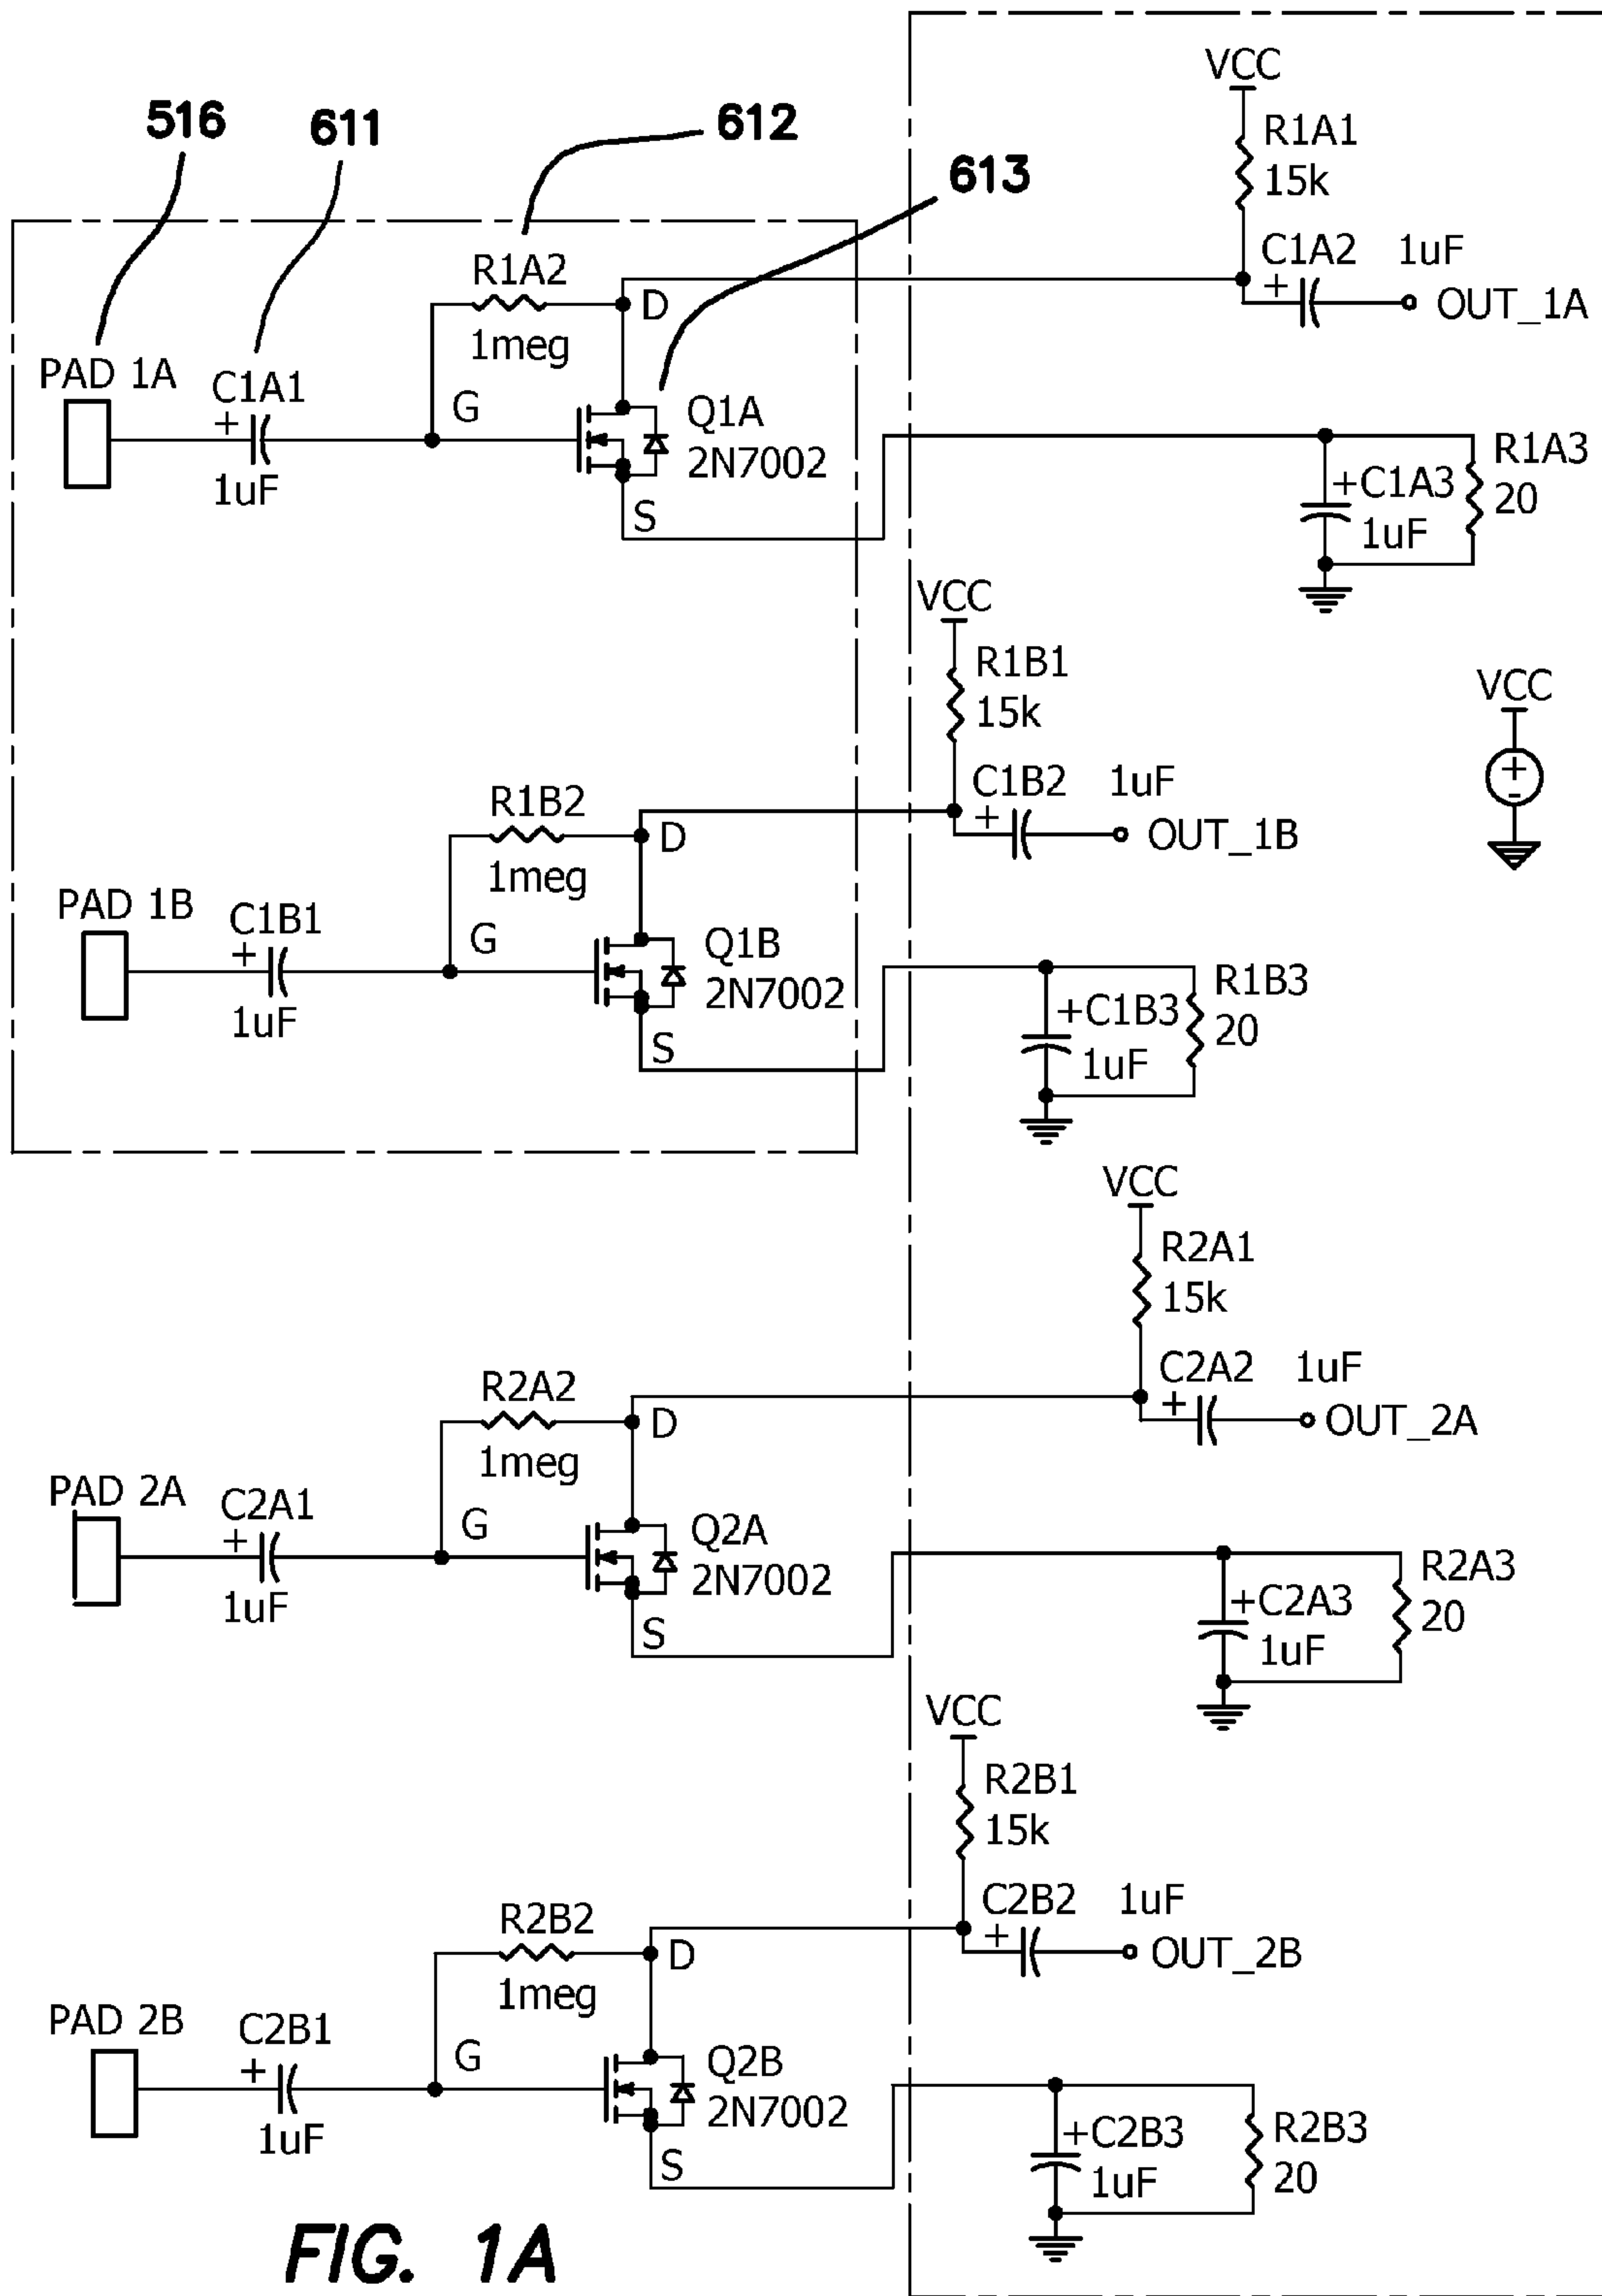 516
611
612
613
VCC
R1A1
15k
C1A2 1uF
+
OUT_1A
R1A2
1meg
D
PAD 1A
C1A1
+
1uF
G
Q1A
2N7002
S
R1A3
20
+C1A3
1uF
VCC
R1B1
15k
C1B2 1uF
+
OUT_1B
VCC
+
-
R1B2
1meg
D
PAD 1B
C1B1
+
1uF
G
Q1B
2N7002
S
R1B3
20
+C1B3
1uF
VCC
R2A1
15k
C2A2 1uF
+
OUT_2A
R2A2
1meg
D
PAD 2A
C2A1
+
1uF
G
Q2A
2N7002
S
R2A3
20
+C2A3
1uF
VCC
R2B1
15k
C2B2 1uF
+
OUT_2B
R2B2
1meg
D
PAD 2B
C2B1
+
1uF
G
Q2B
2N7002
S
R2B3
20
+C2B3
1uF
FIG. 1A